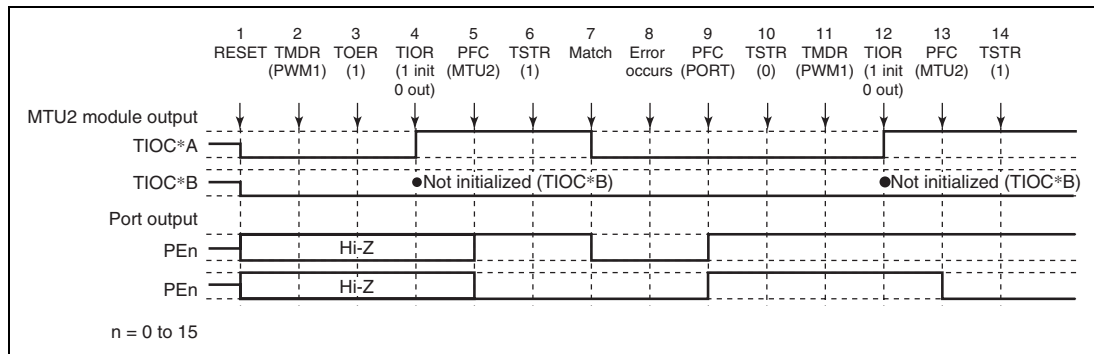 1 2 3 4 5 6 7 8 9 10 11 12 13 14
RESET TMDR TOER TIOR PFC TSTR Match Error PFC TSTR TMDR TIOR PFC TSTR
(PWM1) (1) (1 init (MTU2) (1) occurs (PORT) (0) (PWM1) (1 init (MTU2) (1)
0 out) 0 out)
MTU2 module output
TIOC*A
TIOC*B ●Not initialized (TIOC*B) ●Not initialized (TIOC*B)
Port output
PEn Hi-Z
PEn Hi-Z
n = 0 to 15